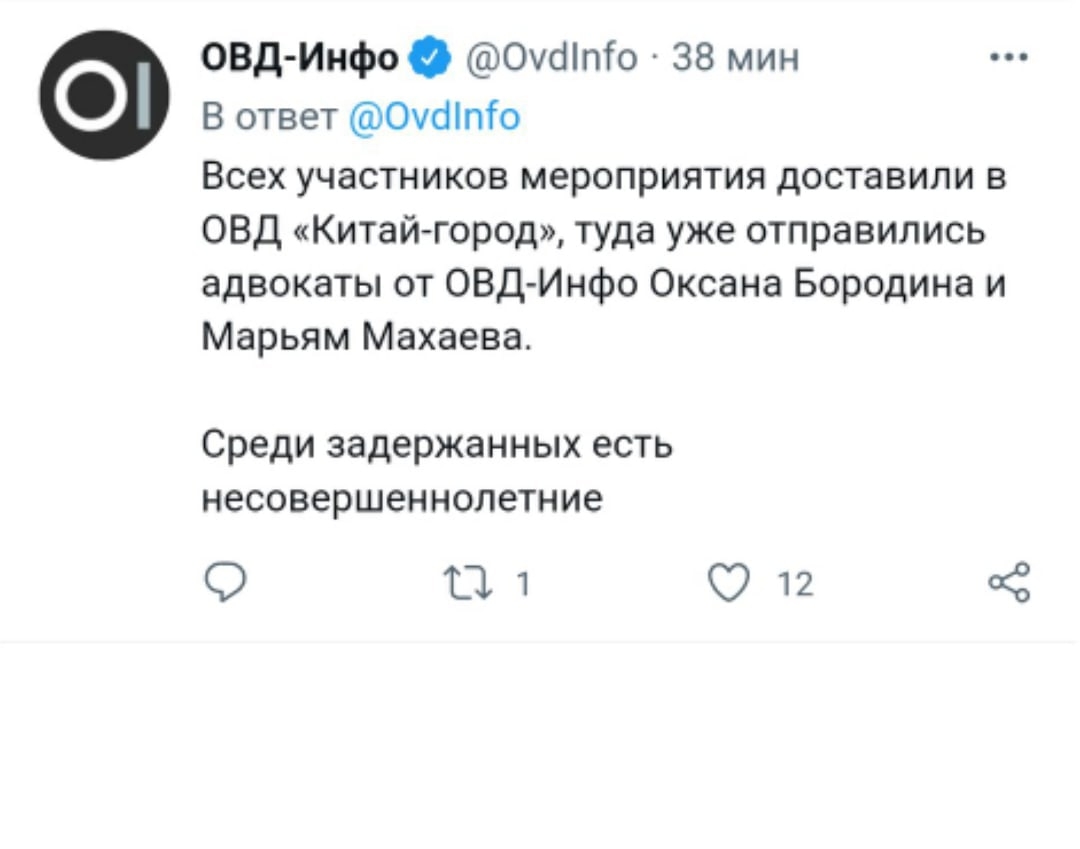 ОВД-Инфо @OvdInfo · 38 мин
В ответ @OvdInfo
Всех участников мероприятия доставили в
ОВД «Китай-город», туда уже отправились
адвокаты от ОВД-Инфо Оксана Бородина и
Марьям Махаева.
Среди задержанных есть
несовершеннолетние
1 12